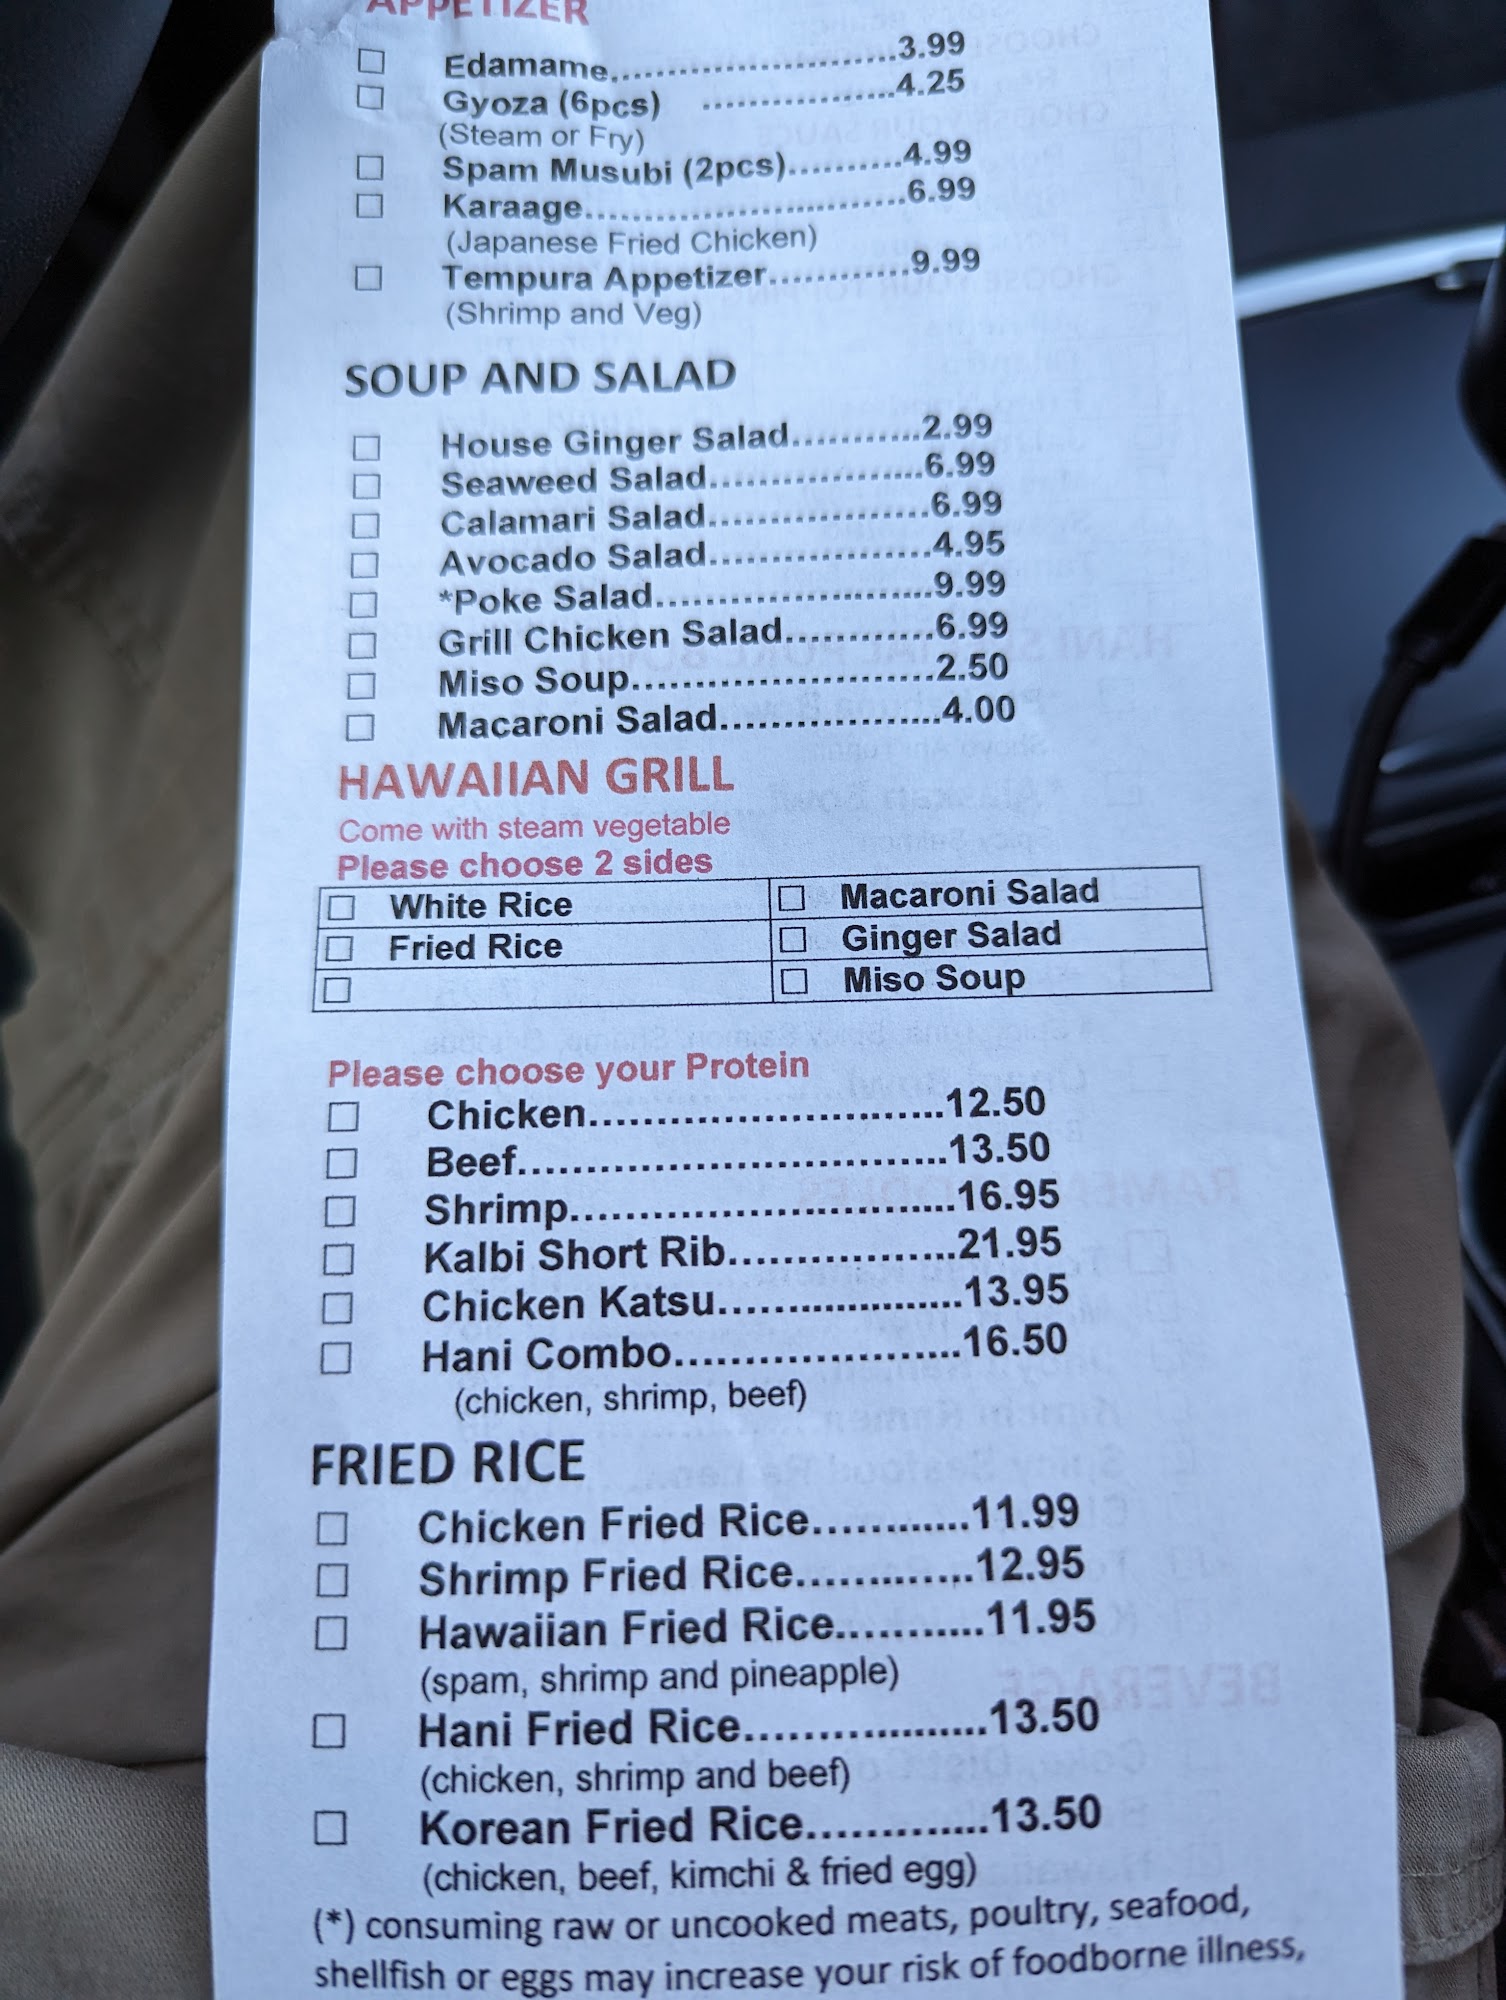 APPETIZER
Edamame..........................3.99
Gyoza (6pcs) ..................4.25
(Steam or Fry)
Spam Musubi (2pcs)..........4.99
Karaage............................6.99
(Japanese Fried Chicken)
Tempura Appetizer............9.99
(Shrimp and Veg)
SOUP AND SALAD
House Ginger Salad...........2.99
Seaweed Salad..................6.99
Calamari Salad..................6.99
Avocado Salad..................4.95
*Poke Salad.......................9.99
Grill Chicken Salad............6.99
Miso Soup.........................2.50
Macaroni Salad..................4.00
HAWAIIAN GRILL
Come with steam vegetable
Please choose 2 sides
White Rice Macaroni Salad
Fried Rice Ginger Salad
Miso Soup
Please choose your Protein
Chicken..........................12.50
Beef...............................13.50
Shrimp............................16.95
Kalbi Short Rib.................21.95
Chicken Katsu...................13.95
Hani Combo.....................16.50
(chicken, shrimp, beef)
FRIED RICE
Chicken Fried Rice............11.99
Shrimp Fried Rice.............12.95
Hawaiian Fried Rice...........11.95
(spam, shrimp and pineapple)
Hani Fried Rice..................13.50
(chicken, shrimp and beef)
Korean Fried Rice.............13.50
(chicken, beef, kimchi & fried egg)
(*) consuming raw or uncooked meats, poultry, seafood,
shellfish or eggs may increase your risk of foodborne illness,